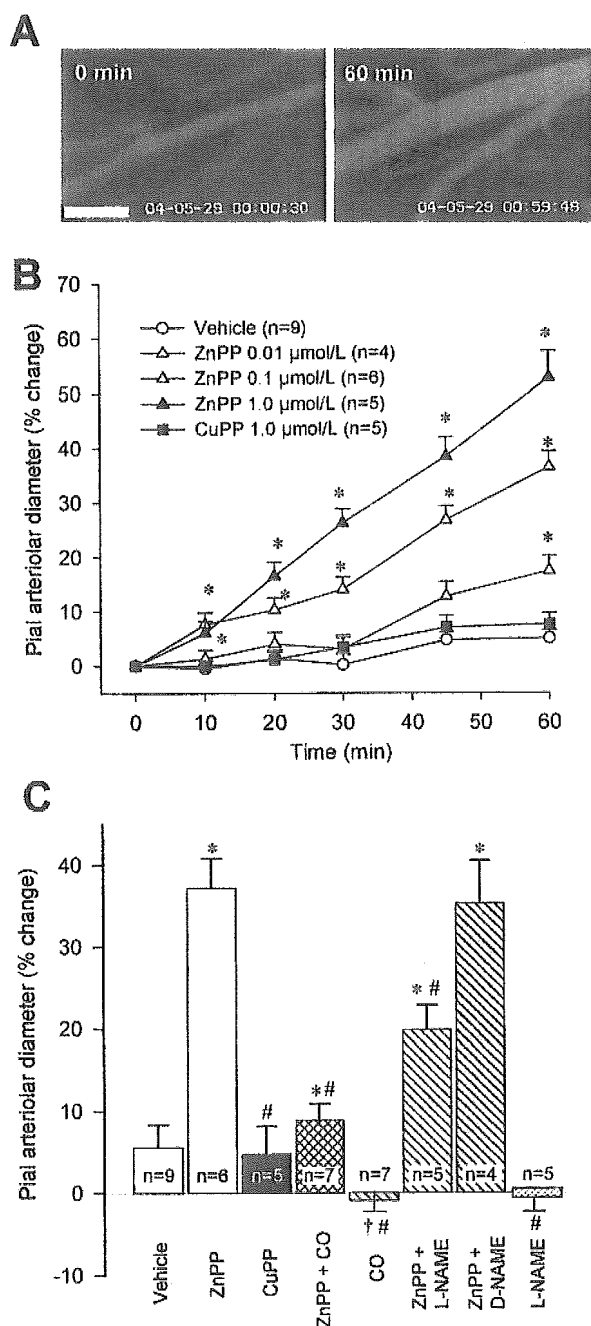 A
0 min
60 min
04-05-29 00:00:30
04-05-29 00:59:48
B
Pial arteriolar diameter (% change)
70
60
50
40
30
20
10
0
Vehicle (n=9)
ZnPP 0.01 µmol/L (n=4)
ZnPP 0.1 µmol/L (n=6)
ZnPP 1.0 µmol/L (n=5)
CuPP 1.0 µmol/L (n=5)
* * * * *
* * * * *
*
0 10 20 30 40 50 60
Time (min)
C
Pial arteriolar diameter (% change)
40
30
20
10
0
-10
*
#
*#
†#
*#
*
#
n=9 n=6 n=5 n=7 n=7 n=5 n=4 n=5
Vehicle
ZnPP
CuPP
ZnPP + CO
CO
ZnPP +
L-NAME
ZnPP +
D-NAME
L-NAME